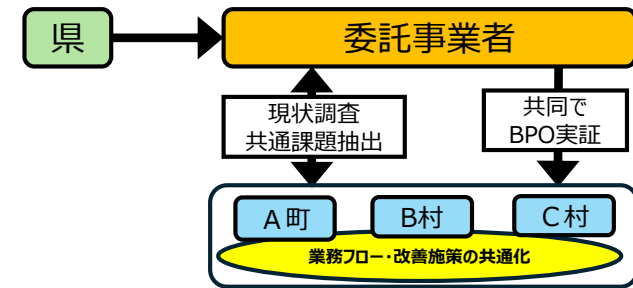 県
委託事業者
現状調査
共通課題抽出
共同で
BPO実証
A町
B村
C村
業務フロー・改善施策の共通化